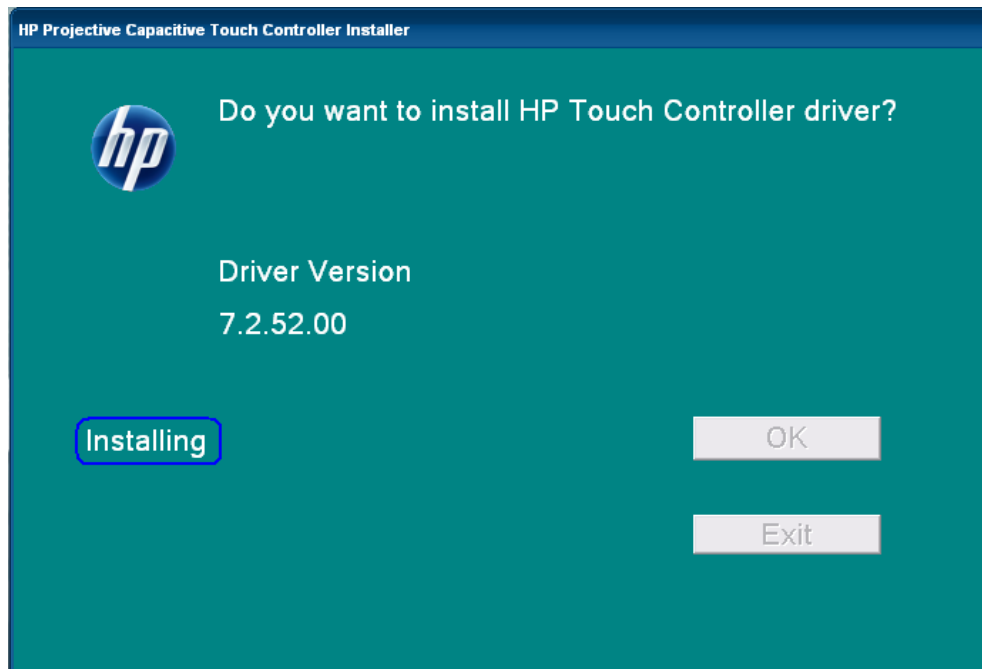 HP Projective Capacitive Touch Controller Installer
hp
Do you want to install HP Touch Controller driver?
Driver Version
7.2.52.00
Installing
OK
Exit